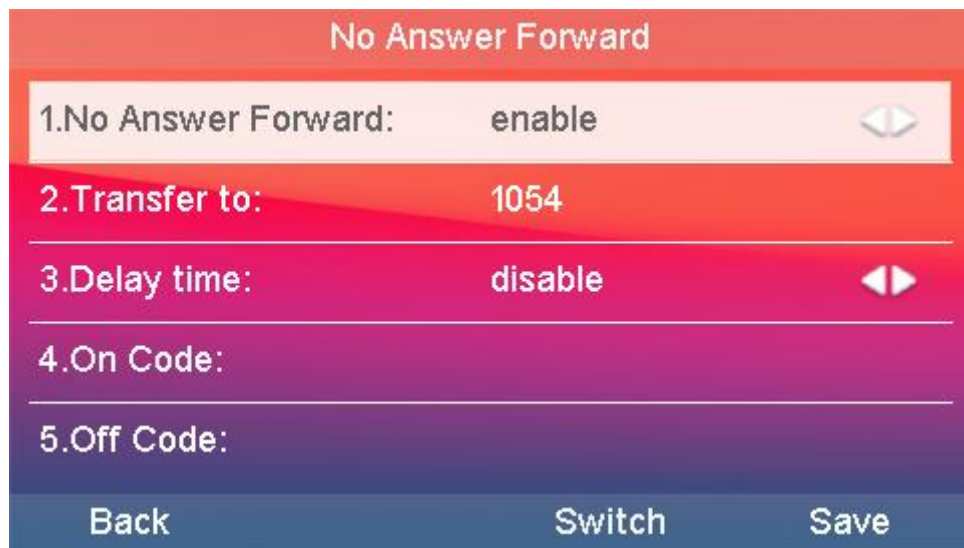 No Answer Forward
1.No Answer Forward: enable
2.Transfer to: 1054
3.Delay time: disable
4.On Code:
5.Off Code:
Back Switch Save